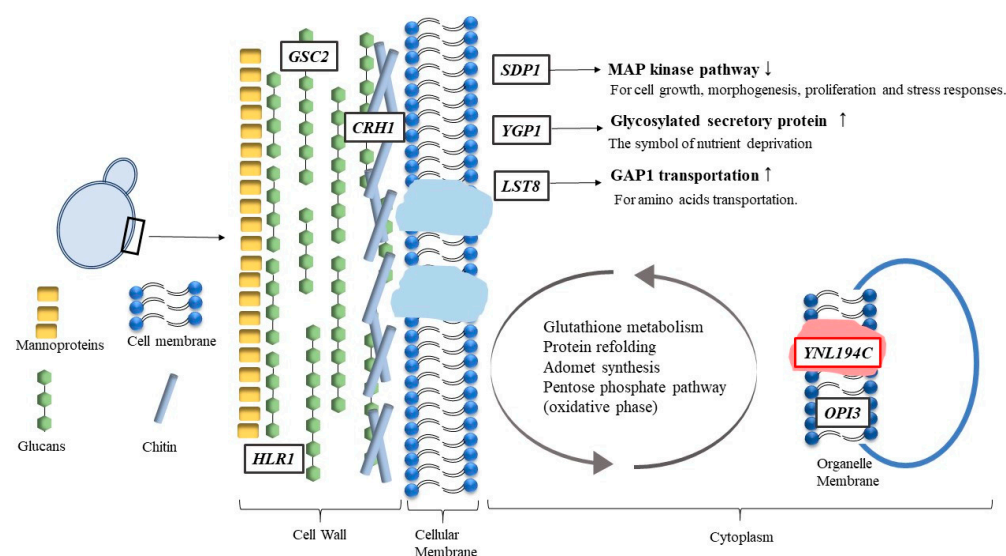 GSC2
CRH1
HLR1
SDP1
MAP kinase pathway ↓
For cell growth, morphogenesis, proliferation and stress responses.
YGP1
Glycosylated secretory protein ↑
The symbol of nutrient deprivation
LST8
GAP1 transportation ↑
For amino acids transportation.
Mannoproteins
Cell membrane
Glucans
Chitin
Glutathione metabolism
Protein refolding
Adomet synthesis
Pentose phosphate pathway
(oxidative phase)
YNL194C
OPI3
Organelle
Membrane
Cell Wall
Cellular
Membrane
Cytoplasm